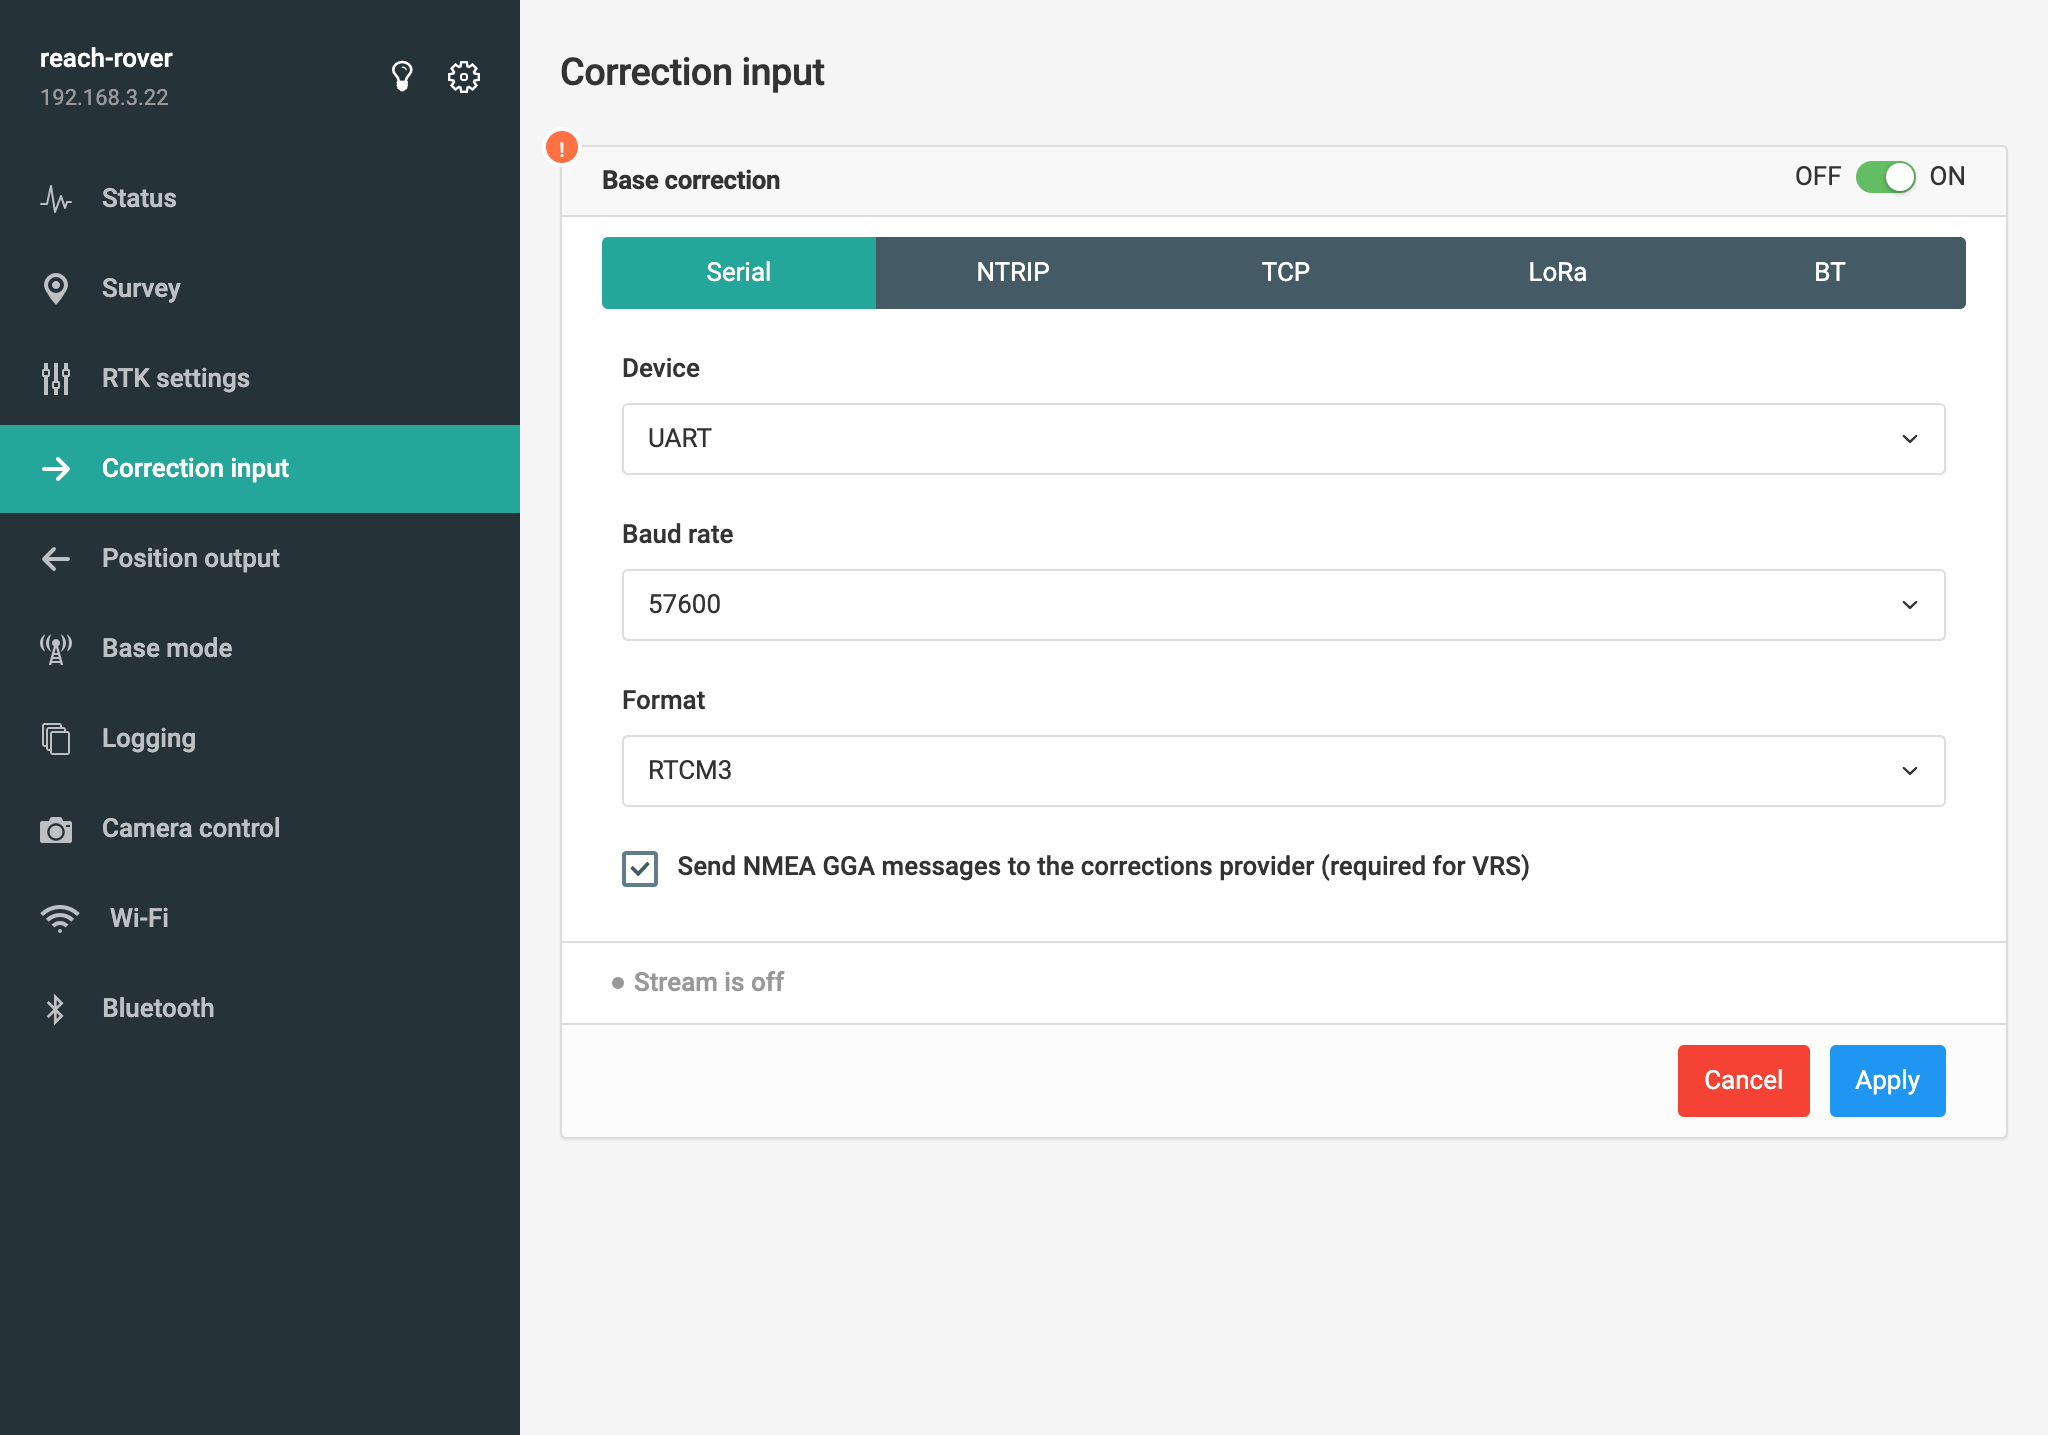 reach-rover
192.168.3.22
Status
Survey
RTK settings
Correction input
Position output
Base mode
Logging
Camera control
Wi-Fi
Bluetooth
Correction input
!
Base correction
OFF ON
Serial NTRIP TCP LoRa BT
Device
UART
Baud rate
57600
Format
RTCM3
Send NMEA GGA messages to the corrections provider (required for VRS)
Stream is off
Cancel Apply